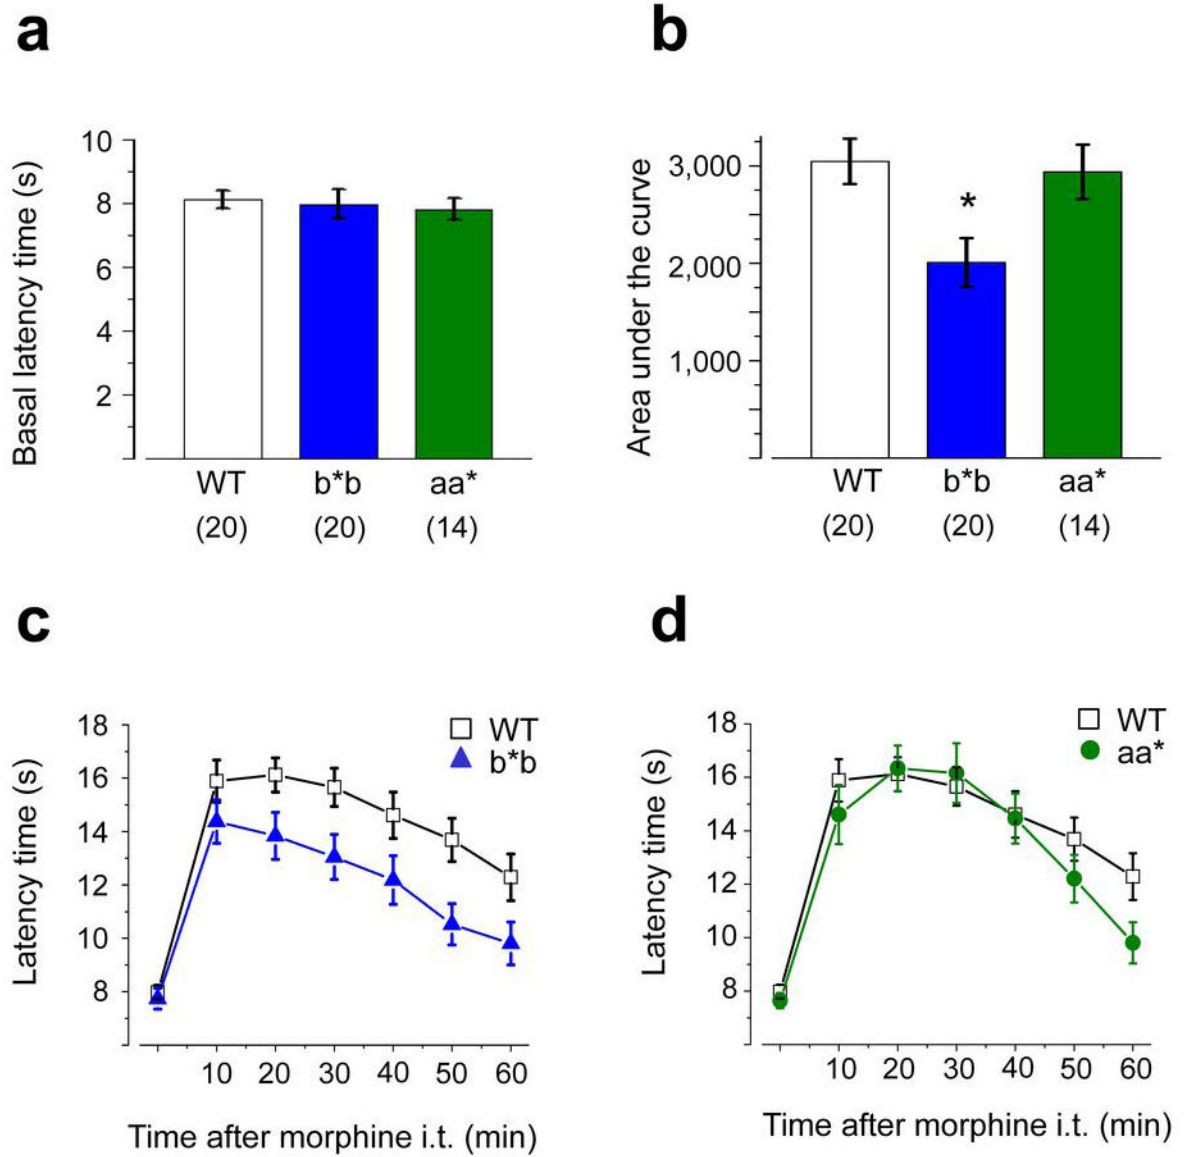 a
Basal latency time (s)
10
8
6
4
2
WT
b*b
aa*
(20)
(20)
(14)
b
Area under the curve
3,000
2,000
1,000
*
WT
b*b
aa*
(20)
(20)
(14)
c
Latency time (s)
18
16
14
12
10
8
WT
b*b
10 20 30 40 50 60
Time after morphine i.t. (min)
d
Latency time (s)
18
16
14
12
10
8
WT
aa*
10 20 30 40 50 60
Time after morphine i.t. (min)